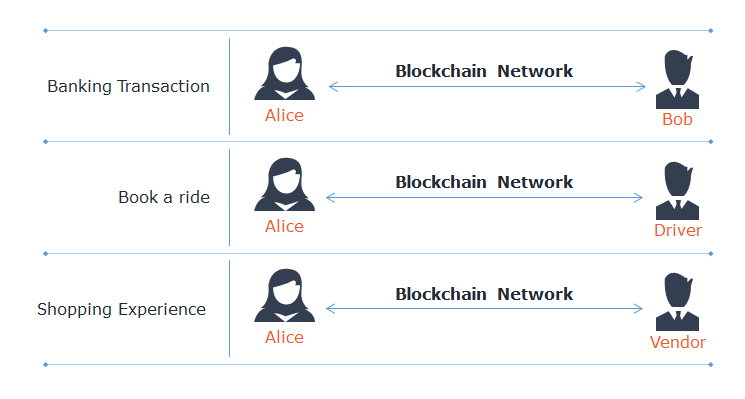 Banking Transaction
Blockchain Network
Alice
Bob
Book a ride
Blockchain Network
Alice
Driver
Shopping Experience
Blockchain Network
Alice
Vendor